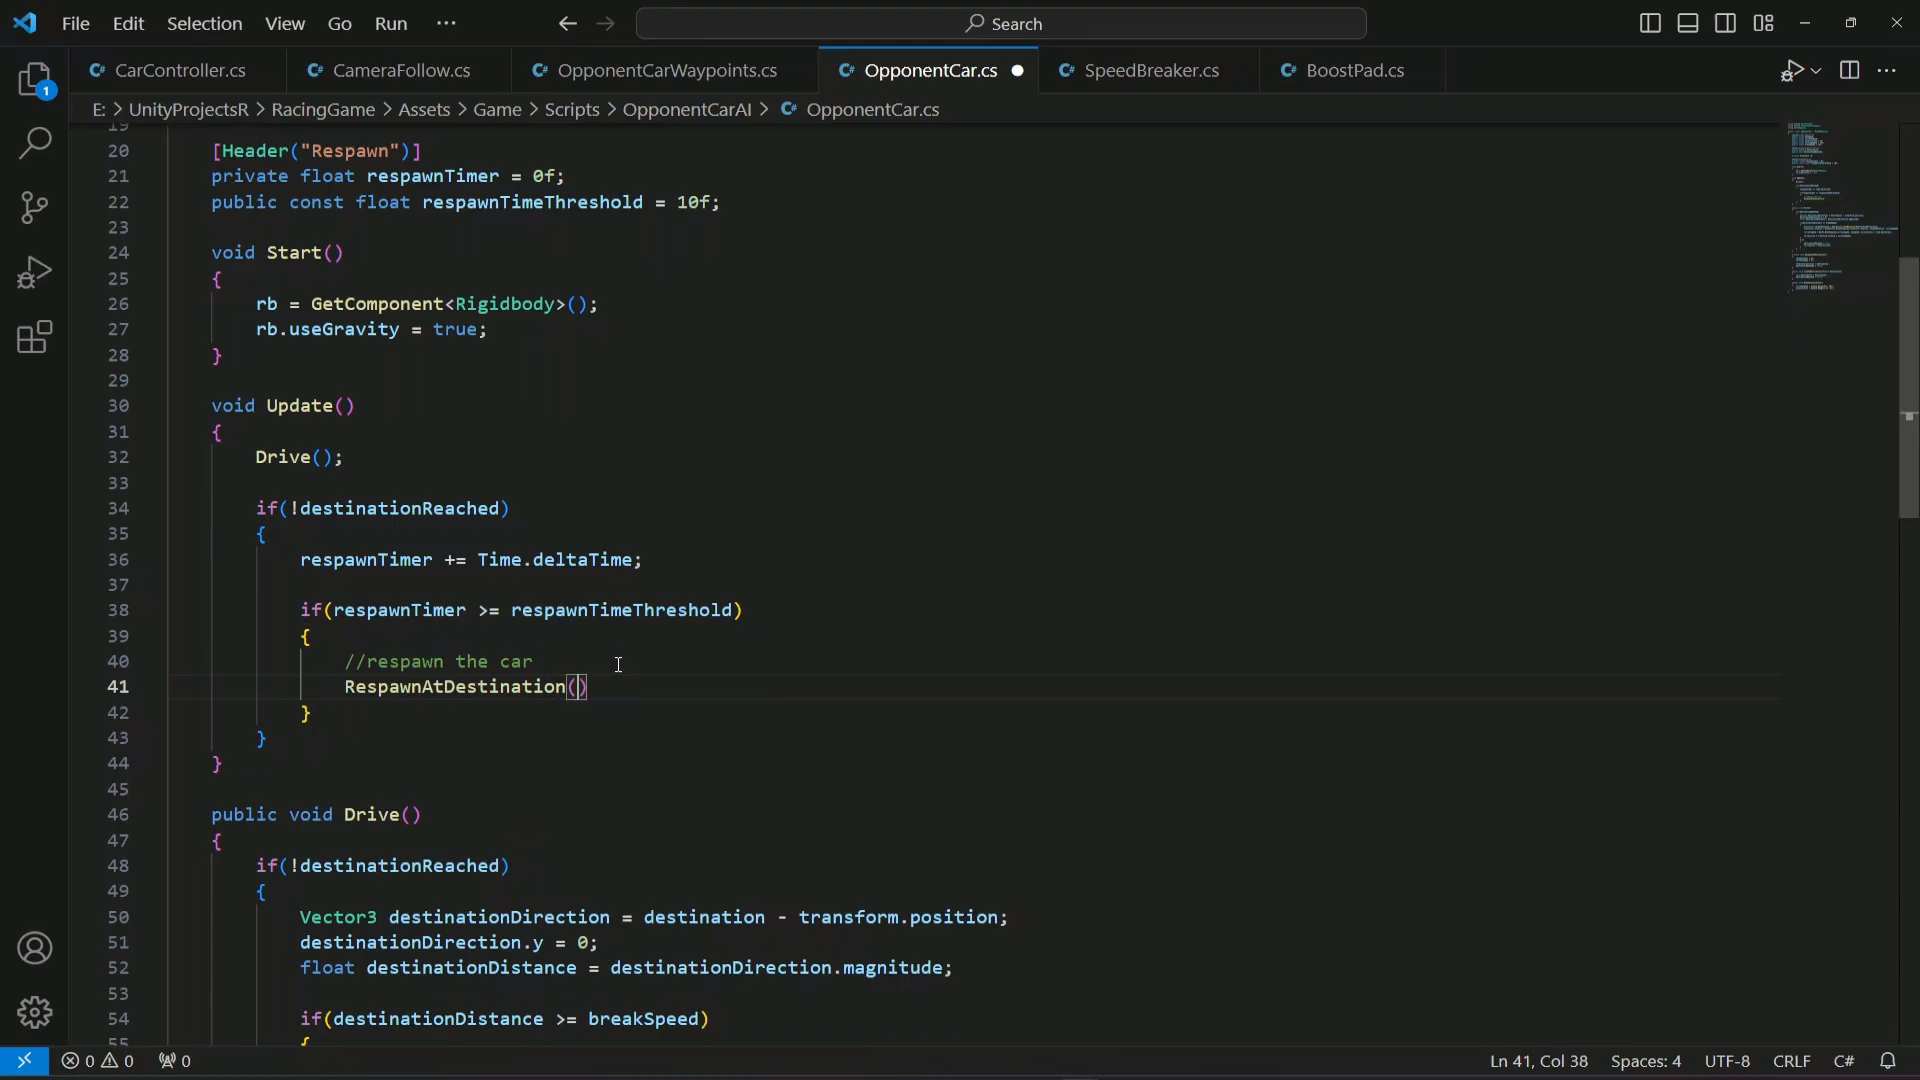 File Edit Selection View Go Run ··· Search
CarController.cs CameraFollow.cs OpponentCarWaypoints.cs OpponentCar.cs SpeedBreaker.cs BoostPad.cs
E: > UnityProjectsR > RacingGame > Assets > Game > Scripts > OpponentCarAI > OpponentCar.cs
19
20 [Header("Respawn")]
21 private float respawnTimer = 0f;
22 public const float respawnTimeThreshold = 10f;
23
24 void Start()
25 {
26 rb = GetComponent<Rigidbody>();
27 rb.useGravity = true;
28 }
29
30 void Update()
31 {
32 Drive();
33
34 if(!destinationReached)
35 {
36 respawnTimer += Time.deltaTime;
37
38 if(respawnTimer >= respawnTimeThreshold)
39 {
40 //respawn the car
41 RespawnAtDestination()
42 }
43 }
44 }
45
46 public void Drive()
47 {
48 if(!destinationReached)
49 {
50 Vector3 destinationDirection = destination - transform.position;
51 destinationDirection.y = 0;
52 float destinationDistance = destinationDirection.magnitude;
53
54 if(destinationDistance >= breakSpeed)
55 {
1
0 0 0 Ln 41, Col 38 Spaces: 4 UTF-8 CRLF C#